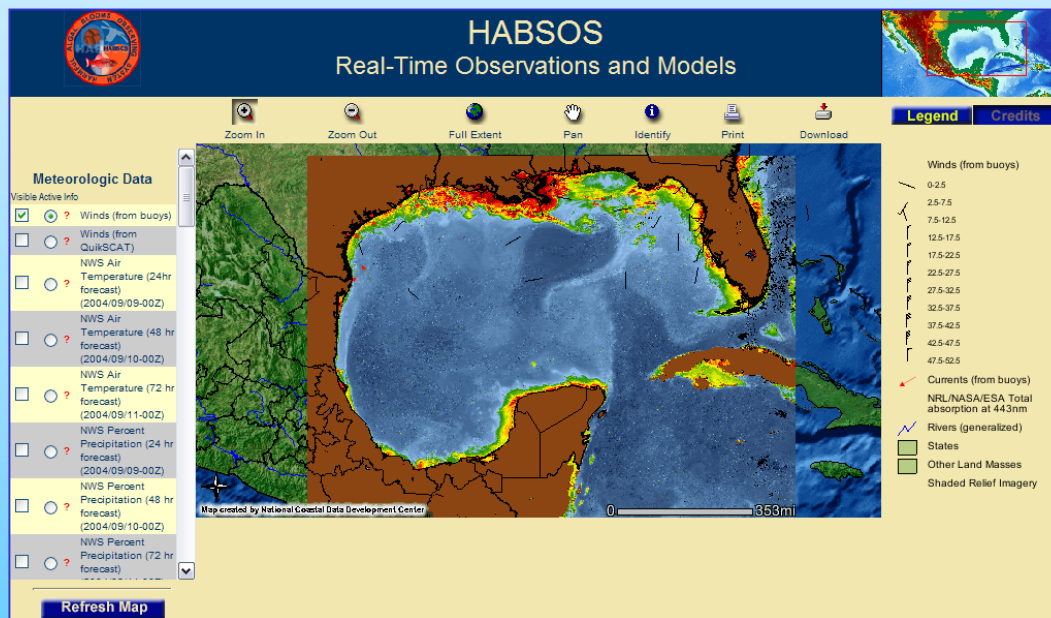 HABSOS
Real-Time Observations and Models
Zoom In
Zoom Out
Full Extent
Pan
Identify
Print
Download
Legend
Credits
Meteorologic Data
Visible Active Info
? Winds (from buoys)
? Winds (from
QuikSCAT)
NWS Air
Temperature (24hr
? forecast)
(2004/09/09-00Z)
NWS Air
Temperature (48 hr
? forecast)
(2004/09/10-00Z)
NWS Air
Temperature (72 hr
? forecast)
(2004/09/11-00Z)
NWS Percent
Precipitation (24 hr
? forecast)
(2004/09/09-00Z)
NWS Percent
Precipitation (48 hr
? forecast)
(2004/09/10-00Z)
NWS Percent
Precipitation (72 hr
? forecast)
Refresh Map
Map created by National Coastal Data Development Center
0 353mi
Winds (from buoys)
0-2.5
2.5-7.5
7.5-12.5
12.5-17.5
17.5-22.5
22.5-27.5
27.5-32.5
32.5-37.5
37.5-42.5
42.5-47.5
47.5-52.5
Currents (from buoys)
NRL/NASA/ESA Total
absorption at 443nm
Rivers (generalized)
States
Other Land Masses
Shaded Relief Imagery